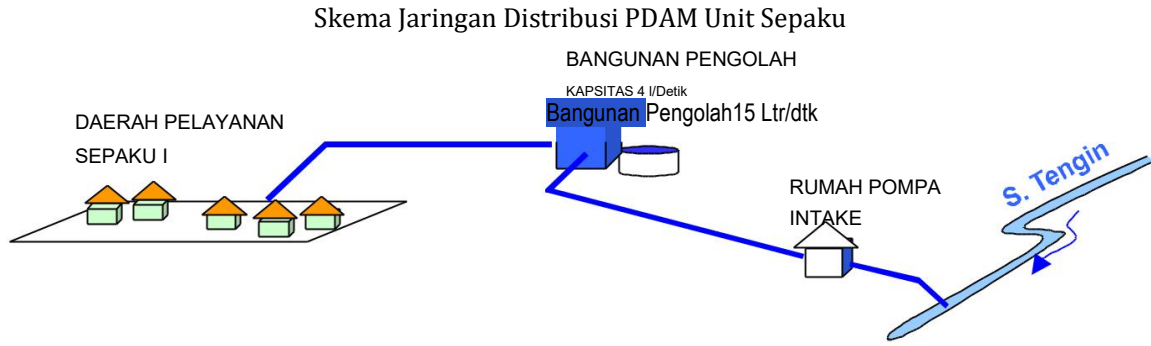 Skema Jaringan Distribusi PDAM Unit Sepaku
BANGUNAN PENGOLAH
KAPSITAS 4 l/Detik
Bangunan Pengolah15 Ltr/dtk
DAERAH PELAYANAN
SEPAKU I
RUMAH POMPA
INTAKE
S. Tengin